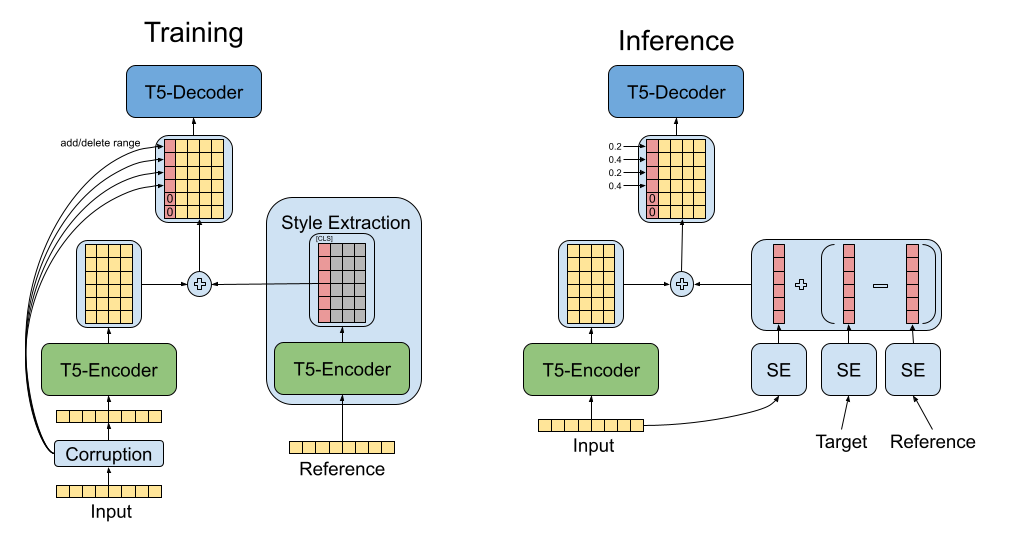 Training
T5-Decoder
add/delete range
0
0
Style Extraction
[CLS]
T5-Encoder
T5-Encoder
Corruption
Reference
Input
Inference
T5-Decoder
0.2
0.4
0.2
0.4
0
0
T5-Encoder
SE
SE
SE
Input
Target
Reference